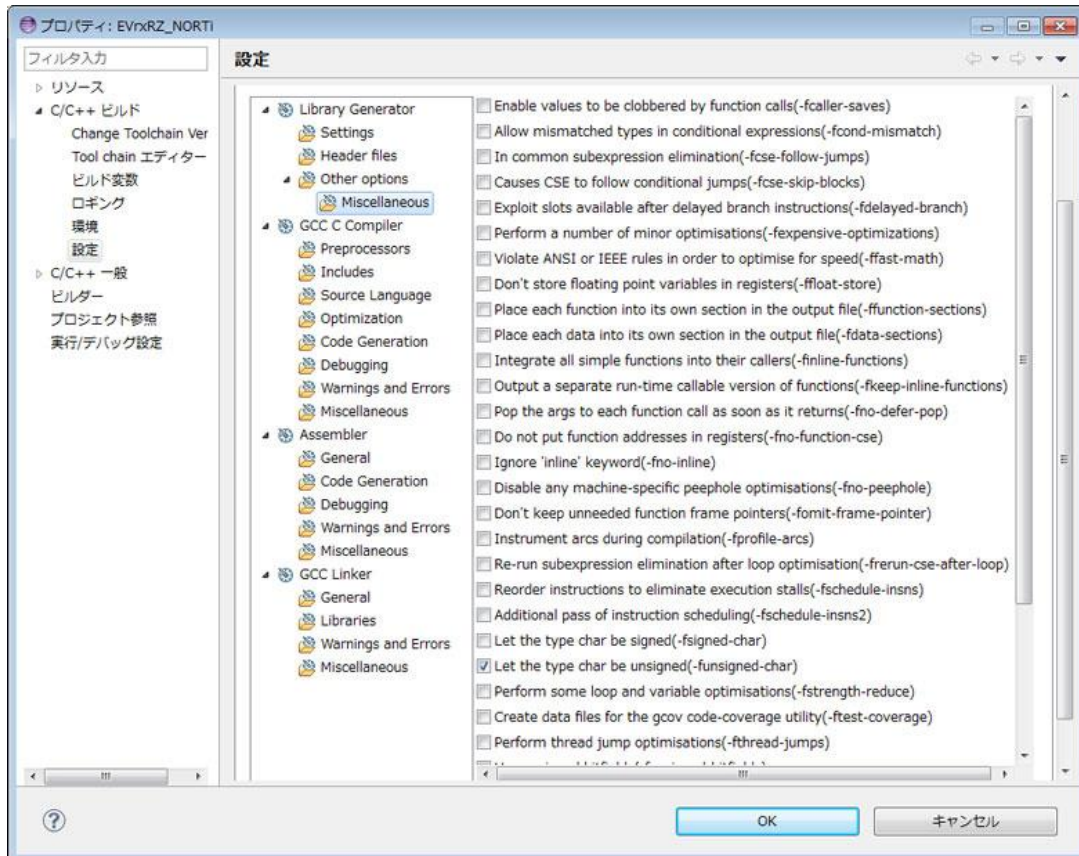 プロパティ: EVrxRZ_NORTi
フィルタ入力
リソース
C/C++ ビルド
Change Toolchain Ver
Tool chain エディター
ビルド変数
ロギング
環境
設定
C/C++ 一般
ビルダー
プロジェクト参照
実行/デバッグ設定
設定
Library Generator
Settings
Header files
Other options
Miscellaneous
GCC C Compiler
Preprocessors
Includes
Source Language
Optimization
Code Generation
Debugging
Warnings and Errors
Miscellaneous
Assembler
General
Code Generation
Debugging
Warnings and Errors
Miscellaneous
GCC Linker
General
Libraries
Warnings and Errors
Miscellaneous
Enable values to be clobbered by function calls(-fcaller-saves)
Allow mismatched types in conditional expressions(-fcond-mismatch)
In common subexpression elimination(-fcse-follow-jumps)
Causes CSE to follow conditional jumps(-fcse-skip-blocks)
Exploit slots available after delayed branch instructions(-fdelayed-branch)
Perform a number of minor optimisations(-fexpensive-optimizations)
Violate ANSI or IEEE rules in order to optimise for speed(-ffast-math)
Don't store floating point variables in registers(-ffloat-store)
Place each function into its own section in the output file(-ffunction-sections)
Place each data into its own section in the output file(-fdata-sections)
Integrate all simple functions into their callers(-finline-functions)
Output a separate run-time callable version of functions(-fkeep-inline-functions)
Pop the args to each function call as soon as it returns(-fno-defer-pop)
Do not put function addresses in registers(-fno-function-cse)
Ignore 'inline' keyword(-fno-inline)
Disable any machine-specific peephole optimisations(-fno-peephole)
Don't keep unneeded function frame pointers(-fomit-frame-pointer)
Instrument arcs during compilation(-fprofile-arcs)
Re-run subexpression elimination after loop optimisation(-frerun-cse-after-loop)
Reorder instructions to eliminate execution stalls(-fschedule-insns)
Additional pass of instruction scheduling(-fschedule-insns2)
Let the type char be signed(-fsigned-char)
Let the type char be unsigned(-funsigned-char)
Perform some loop and variable optimisations(-fstrength-reduce)
Create data files for the gcov code-coverage utility(-ftest-coverage)
Perform thread jump optimisations(-fthread-jumps)
OK
キャンセル